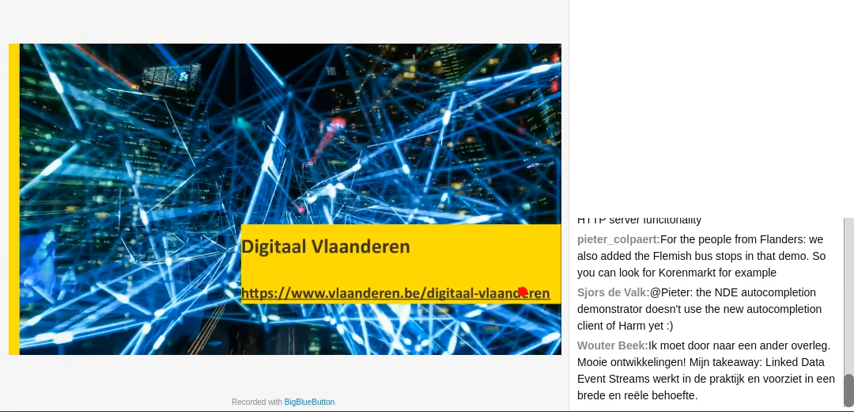 Digitaal Vlaanderen
https://www.vlaanderen.be/digitaal-vlaanderen
Recorded with BigBlueButton.
HTTP server funcitonality
pieter_colpaert:For the people from Flanders: we
also added the Flemish bus stops in that demo. So
you can look for Korenmarkt for example
Sjors de Valk:@Pieter: the NDE autocompletion
demonstrator doesn't use the new autocompletion
client of Harm yet :)
Wouter Beek:Ik moet door naar een ander overleg.
Mooie ontwikkelingen! Mijn takeaway: Linked Data
Event Streams werkt in de praktijk en voorziet in een
brede en reële behoefte.